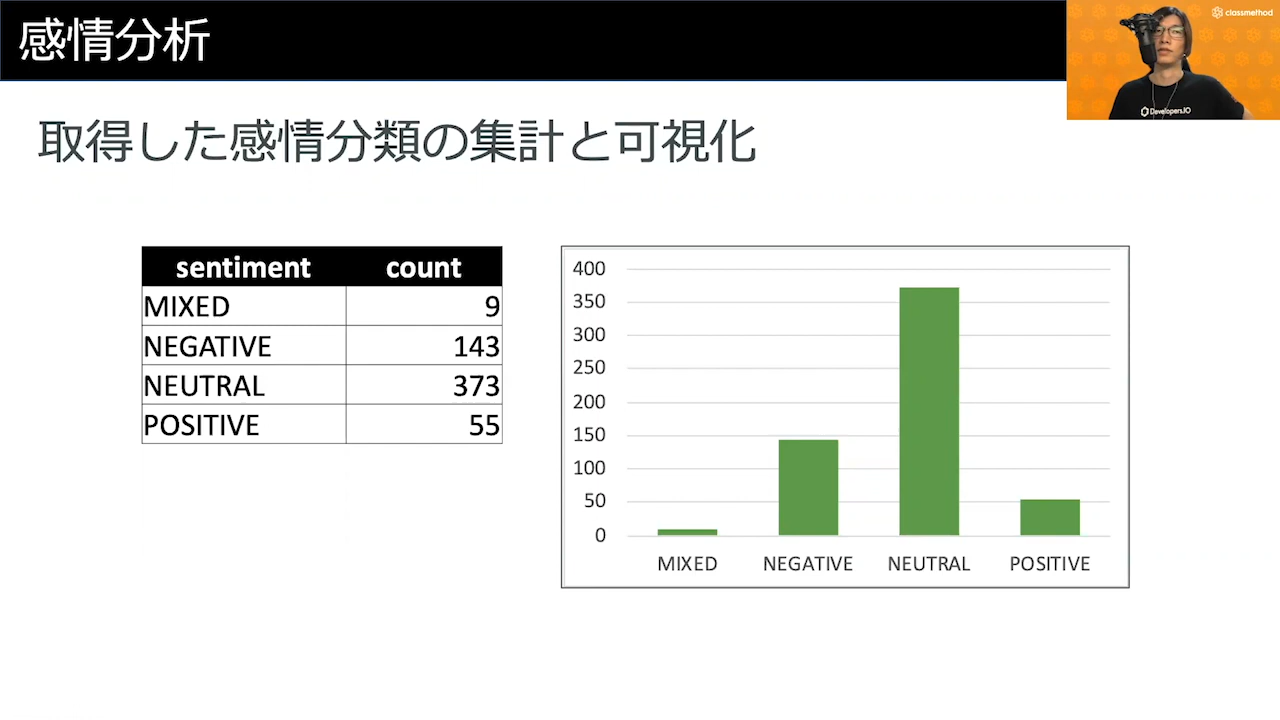 感情分析
classmethod
Developers.IO
取得した感情分類の集計と可視化
sentiment count
MIXED 9
NEGATIVE 143
NEUTRAL 373
POSITIVE 55
400
350
300
250
200
150
100
50
0
MIXED NEGATIVE NEUTRAL POSITIVE